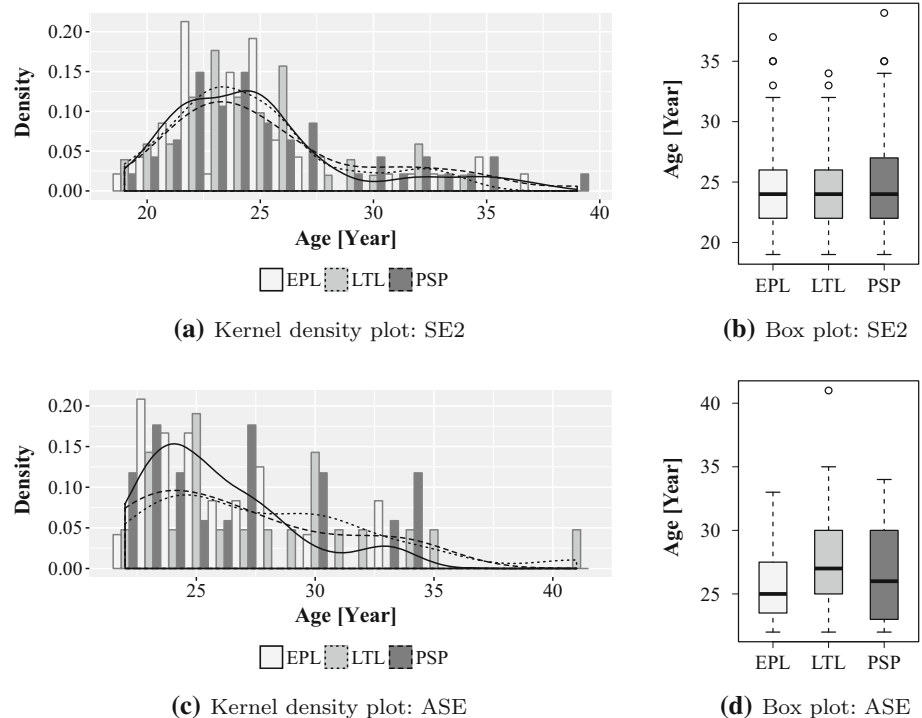 0.20
0.15
0.10
0.05
0.00
Density
20 25 30 35 40
Age [Year]
EPL LTL PSP
(a) Kernel density plot: SE2
35
30
25
20
Age [Year]
EPL LTL PSP
(b) Box plot: SE2
0.20
0.15
0.10
0.05
0.00
Density
25 30 35 40
Age [Year]
EPL LTL PSP
(c) Kernel density plot: ASE
40
35
30
25
Age [Year]
EPL LTL PSP
(d) Box plot: ASE